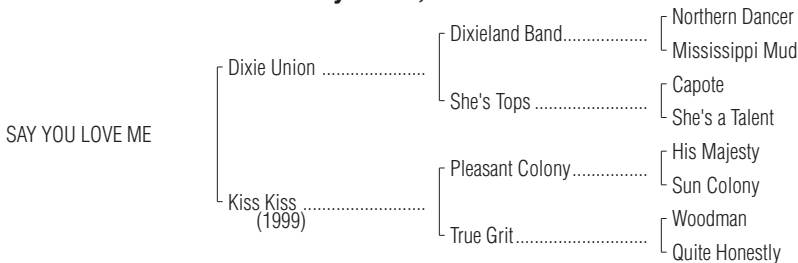 Northern Dancer
Dixieland Band..................
Mississippi Mud
Dixie Union ......................
Capote
She's Tops ........................
She's a Talent
SAY YOU LOVE ME
His Majesty
Pleasant Colony................
Sun Colony
Kiss Kiss ..........................
(1999)
Woodman
True Grit............................
Quite Honestly